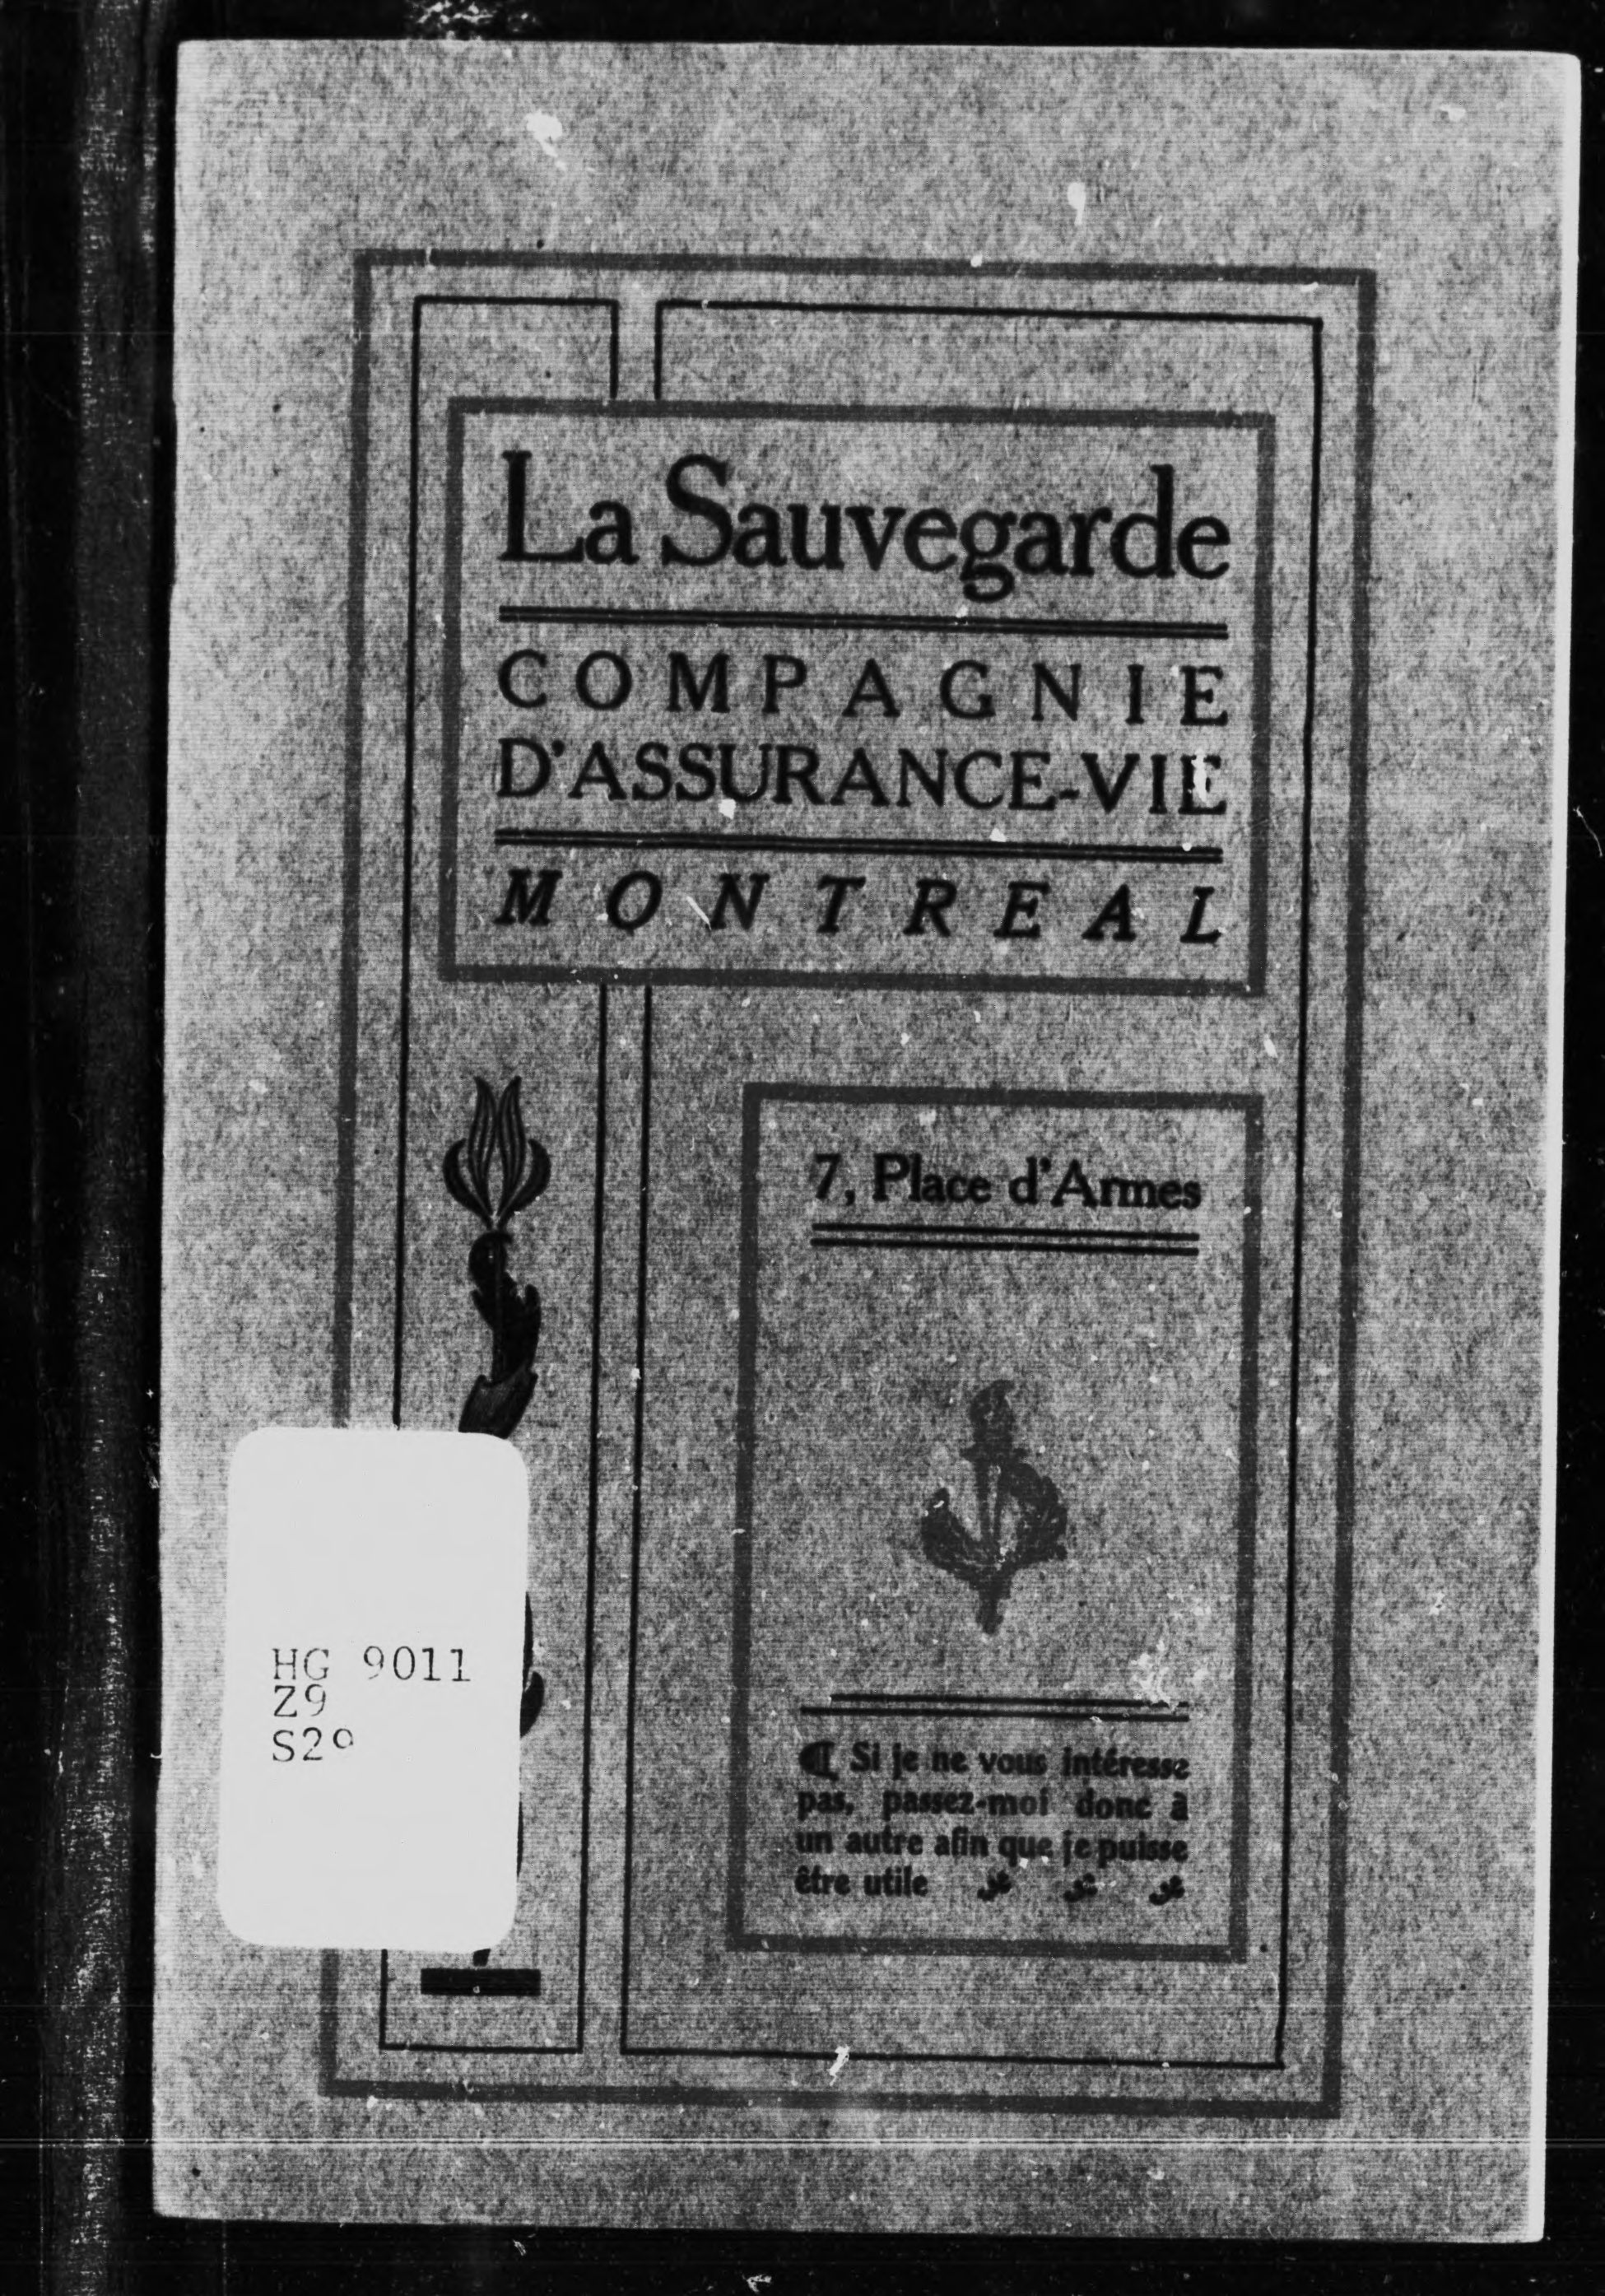 La Sauvegarde
COMPAGNIE
D'ASSURANCE-VIE
MONTREAL
7, Place d'Armes
¶ Si je ne vous intéresse
pas, passez-moi donc à
un autre afin que je puisse
être utile
HG 9011
Z9
S29